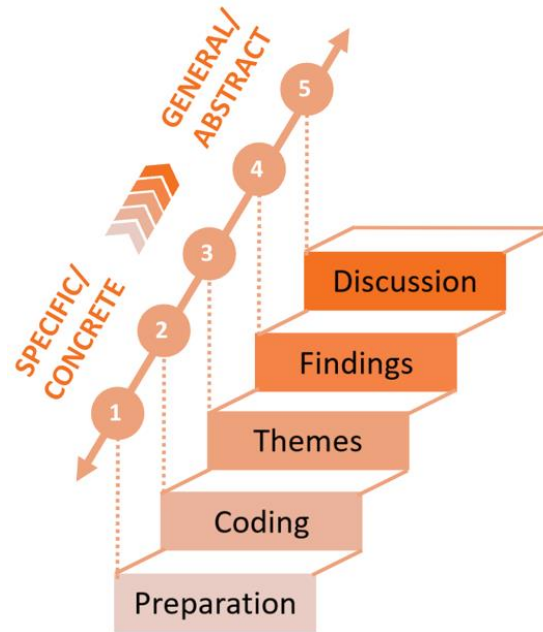 GENERAL/
ABSTRACT
SPECIFIC/
CONCRETE
5
4
3
2
1
Discussion
Findings
Themes
Coding
Preparation